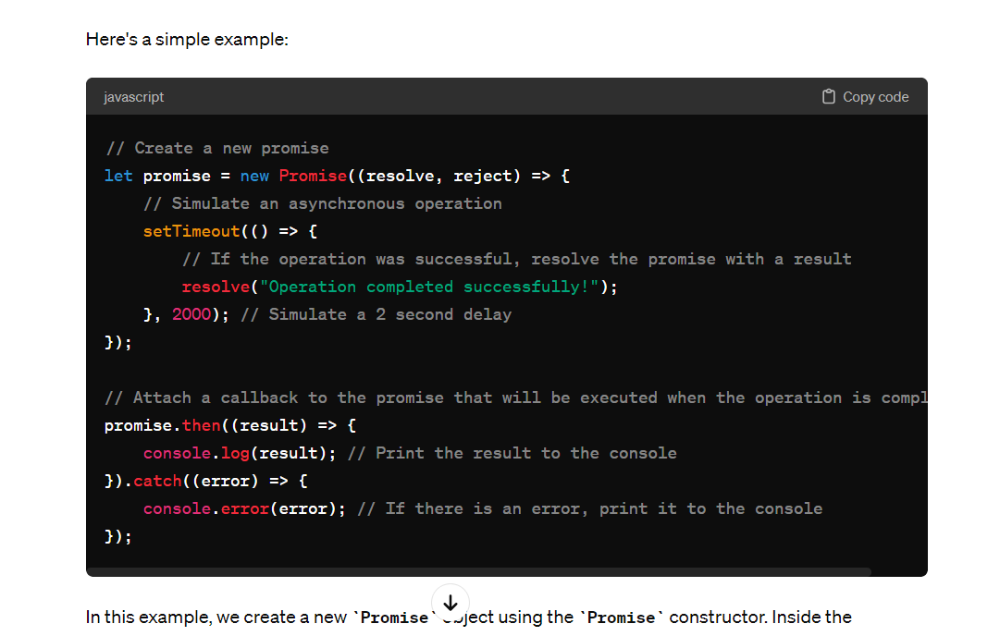 Here's a simple example:
javascript
Copy code
// Create a new promise
let promise = new Promise((resolve, reject) => {
    // Simulate an asynchronous operation
    setTimeout(() => {
        // If the operation was successful, resolve the promise with a result
        resolve("Operation completed successfully!");
    }, 2000); // Simulate a 2 second delay
});

// Attach a callback to the promise that will be executed when the operation is compl
promise.then((result) => {
    console.log(result); // Print the result to the console
}).catch((error) => {
    console.error(error); // If there is an error, print it to the console
});
In this example, we create a new `Promise` object using the `Promise` constructor. Inside the